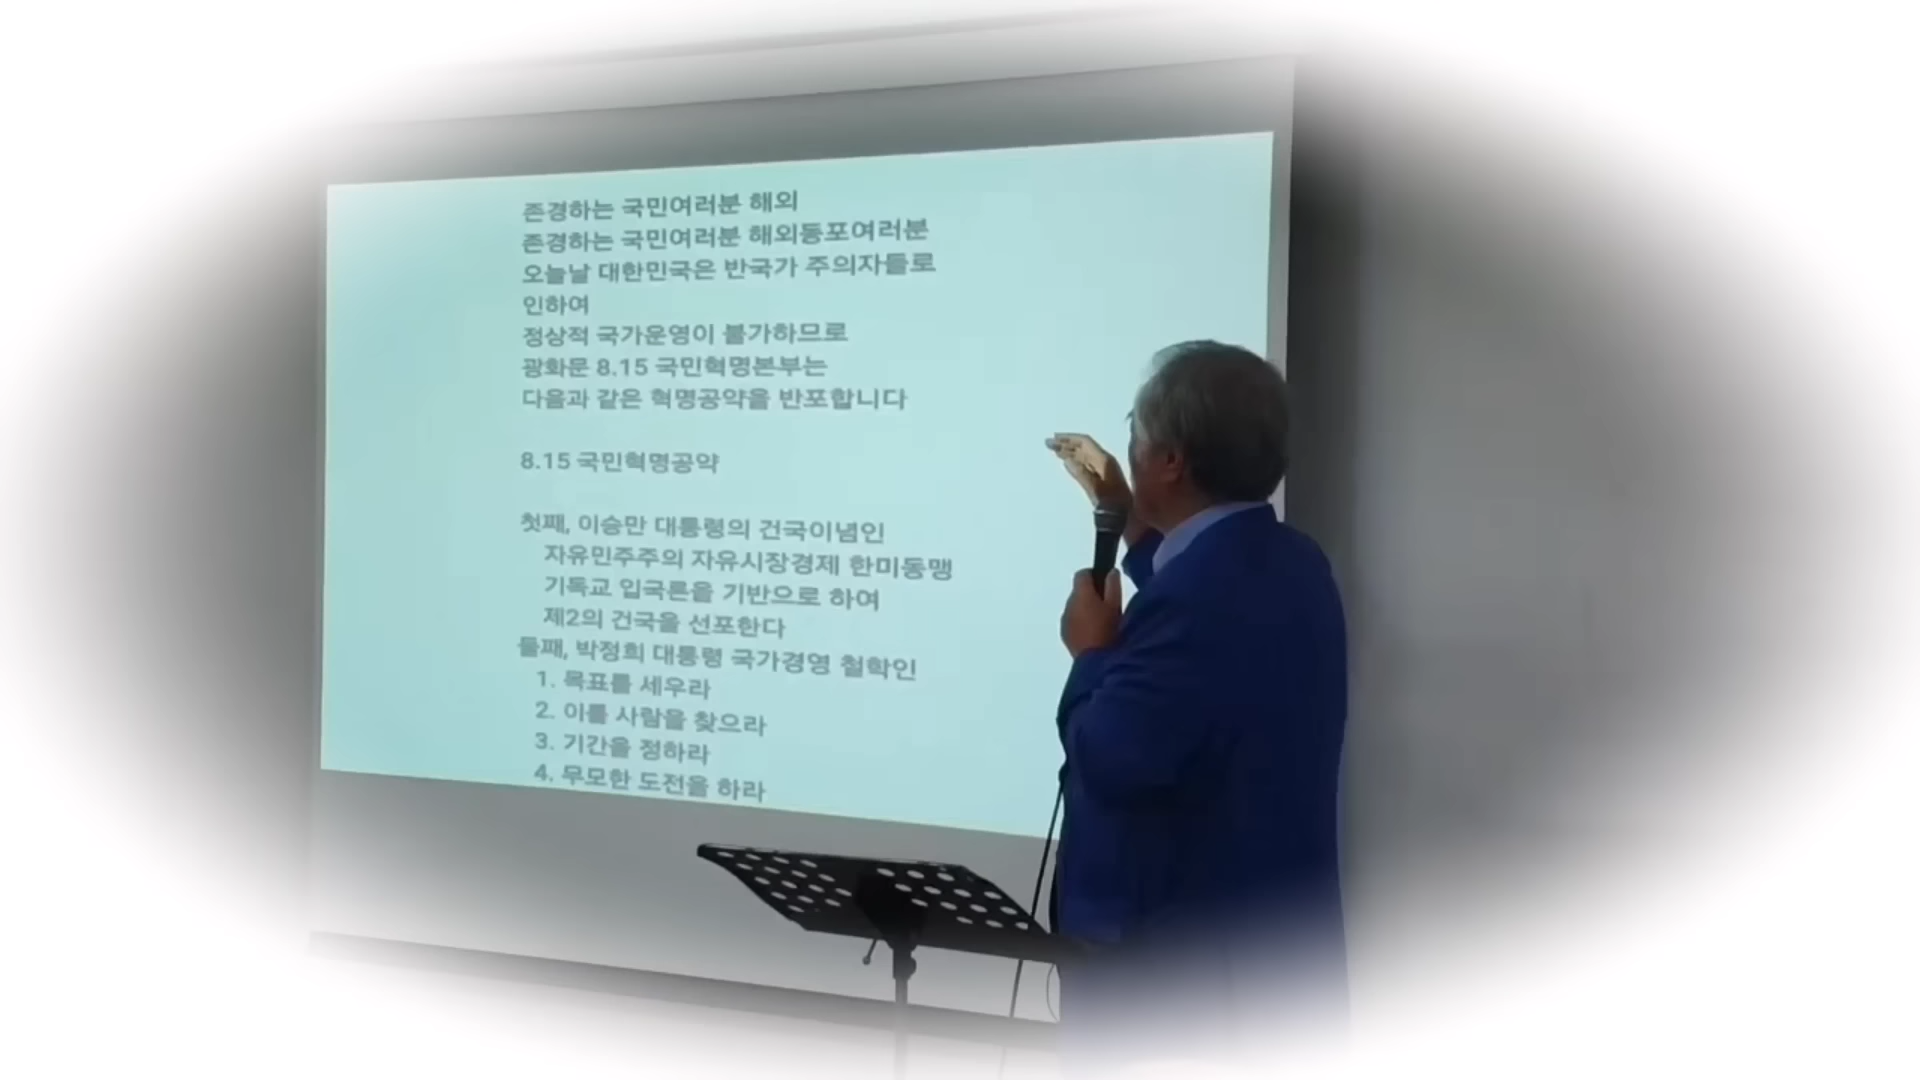 존경하는 국민여러분 해외
존경하는 국민여러분 해외동포여러분
오늘날 대한민국은 반국가 주의자들로
인하여
정상적 국가운영이 불가하므로
광화문 8.15 국민혁명본부는
다음과 같은 혁명공약을 반포합니다
8.15 국민혁명공약
첫째, 이승만 대통령의 건국이념인
자유민주주의 자유시장경제 한미동맹
기독교 입국론을 기반으로 하여
제2의 건국을 선포한다
둘째, 박정희 대통령 국가경영 철학인
1. 목표를 세우라
2. 이를 사람을 찾으라
3. 기간을 정하라
4. 무모한 도전을 하라